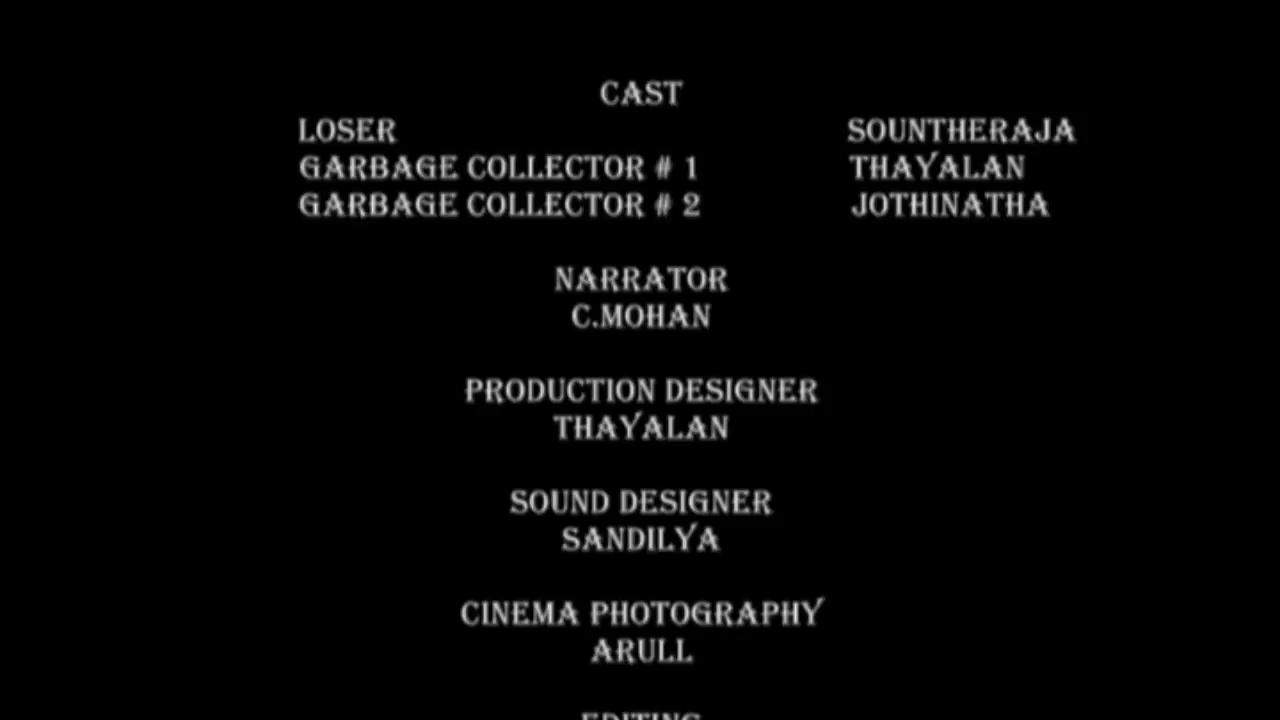 CAST
LOSER SOUNTHERAJA
GARBAGE COLLECTOR # 1 THAYALAN
GARBAGE COLLECTOR # 2 JOTHINATHA
NARRATOR
C.MOHAN
PRODUCTION DESIGNER
THAYALAN
SOUND DESIGNER
SANDILYA
CINEMA PHOTOGRAPHY
ARULL
EDITING